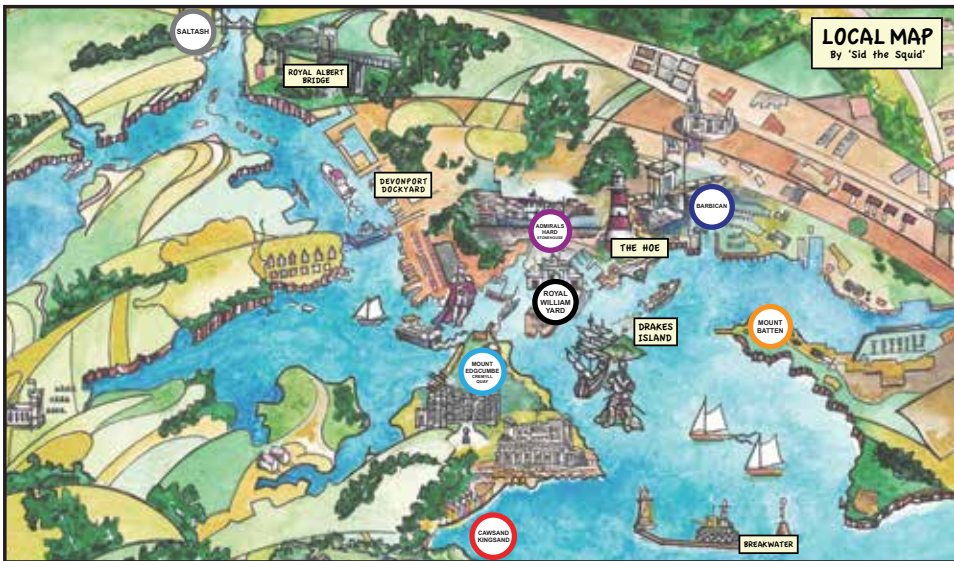 SALTASH
LOCAL MAP
By 'Sid the Squid'
ROYAL ALBERT
BRIDGE
DEVONPORT
DOCKYARD
BARBICAN
ADMIRALS
HARD
STONEHOUSE
THE HOE
ROYAL
WILLIAM
YARD
DRAKES
ISLAND
MOUNT
BATTEN
MOUNT
EDGCUMBE
CREMYLL
QUAY
CAWSAND
KINGSAND
BREAKWATER